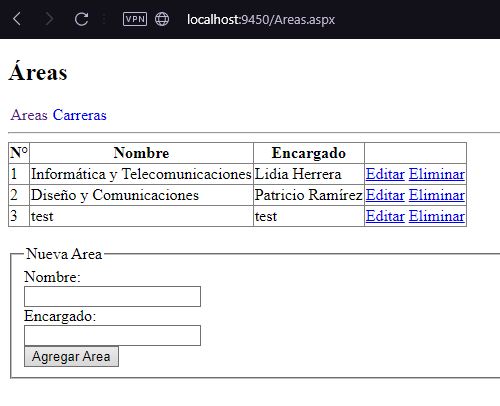 VPN localhost:9450/Areas.aspx
Áreas
Areas Carreras
N° Nombre Encargado
1 Informática y Telecomunicaciones Lidia Herrera Editar Eliminar
2 Diseño y Comunicaciones Patricio Ramírez Editar Eliminar
3 test test Editar Eliminar
Nueva Area
Nombre:
Encargado:
Agregar Area